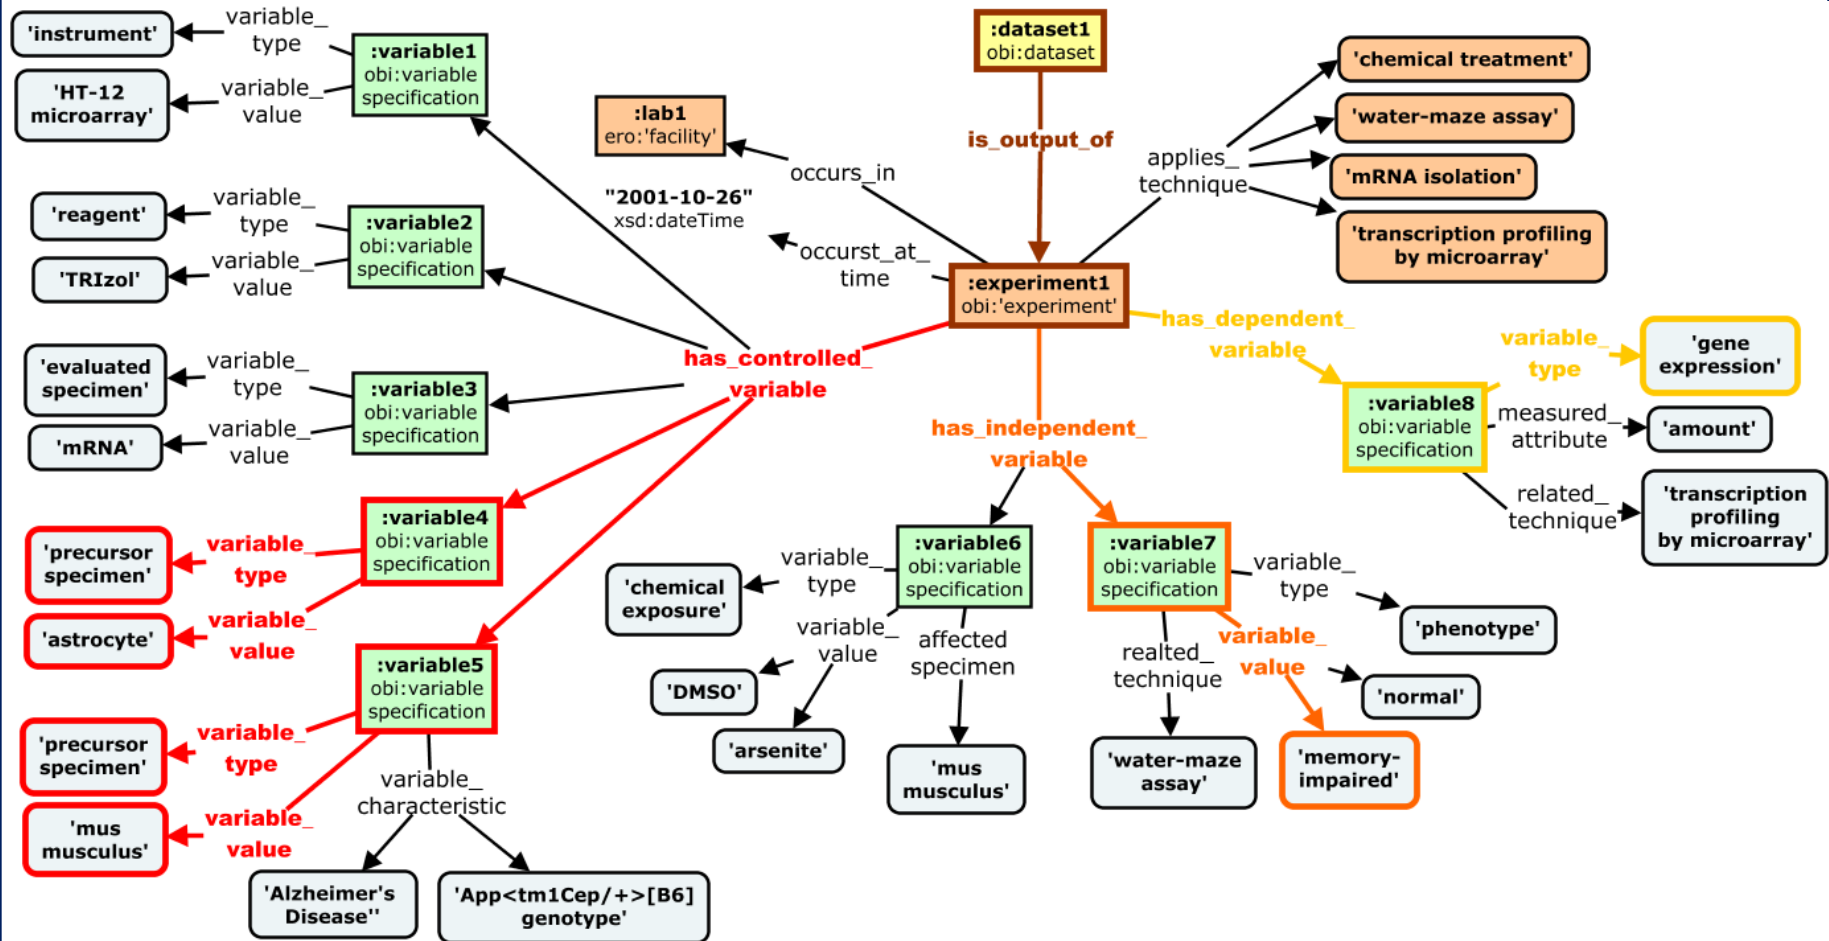 :dataset1
obi:dataset
is_output_of
:experiment1
obi:'experiment'
occurs_in
:lab1
ero:'facility'
occurst_at_
time
"2001-10-26"
xsd:dateTime
applies_
technique
'chemical treatment'
'water-maze assay'
'mRNA isolation'
'transcription profiling
by microarray'
has_controlled_
variable
:variable1
obi:variable
specification
variable_
type
'instrument'
variable_
value
'HT-12
microarray'
:variable2
obi:variable
specification
variable_
type
'reagent'
variable_
value
'TRIzol'
:variable3
obi:variable
specification
variable_
type
'evaluated
specimen'
variable_
value
'mRNA'
:variable4
obi:variable
specification
variable_
type
'precursor
specimen'
variable_
value
'astrocyte'
:variable5
obi:variable
specification
variable_
type
'precursor
specimen'
variable_
value
'mus
musculus'
variable_
characteristic
'Alzheimer's
Disease''
'App<tm1Cep/+>[B6]
genotype'
has_independent_
variable
:variable6
obi:variable
specification
variable_
type
'chemical
exposure'
variable_
value
'DMSO'
'arsenite'
affected
specimen
'mus
musculus'
:variable7
obi:variable
specification
variable_
type
'phenotype'
variable_
value
'normal'
'memory-
impaired'
realted_
technique
'water-maze
assay'
has_dependent_
variable
:variable8
obi:variable
specification
variable_
type
'gene
expression'
measured_
attribute
'amount'
related_
technique
'transcription
profiling
by microarray'